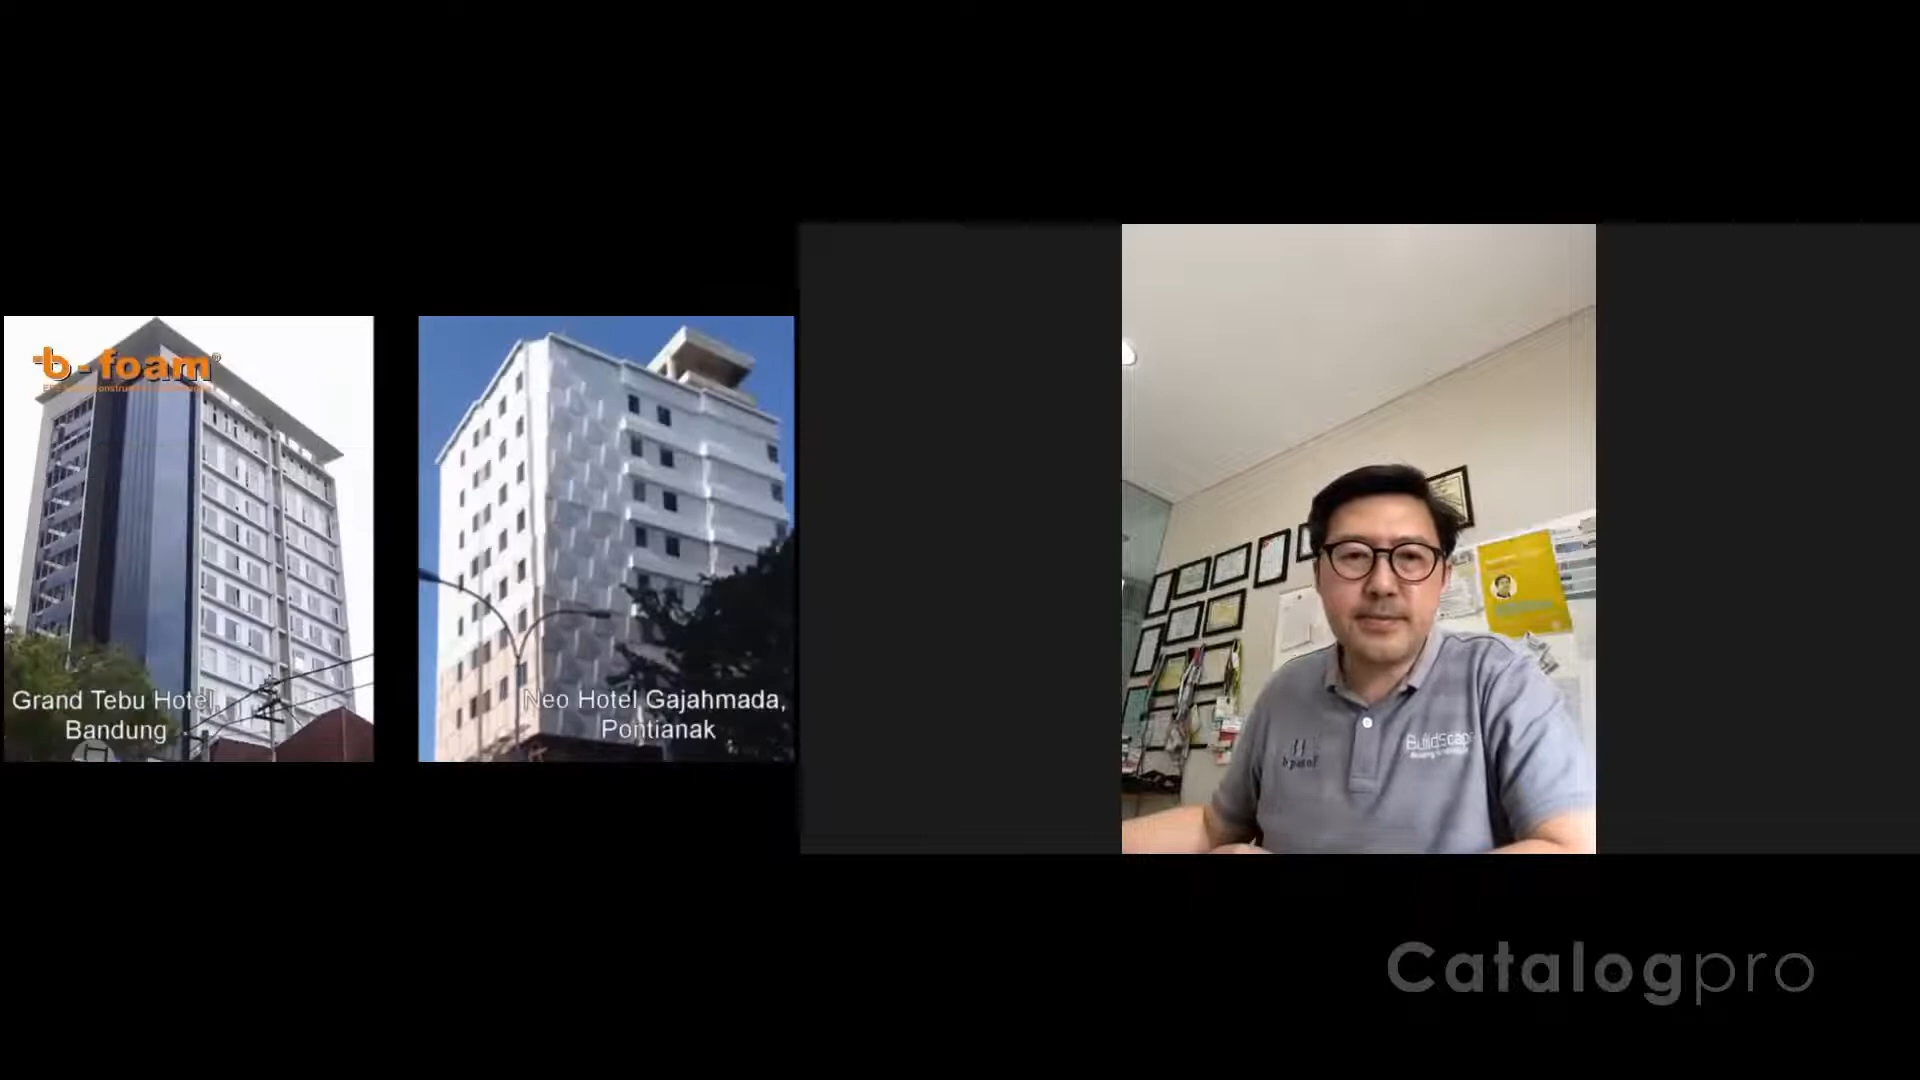 b-foam®
Grand Tebu Hotel,
Bandung
Neo Hotel Gajahmada,
Pontianak
b panel
BuildScape
Catalogpro